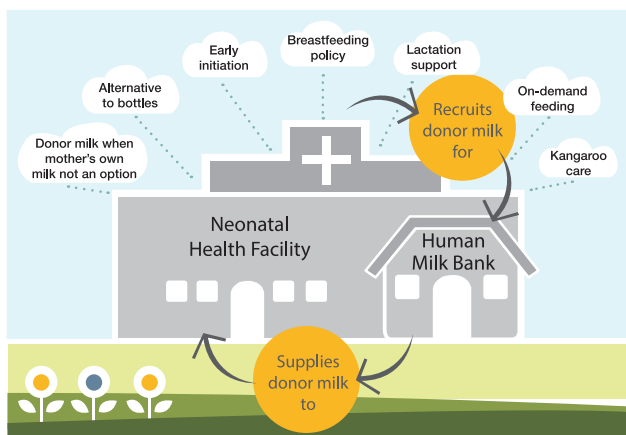 Breastfeeding
policy
Early
initiation
Lactation
support
Alternative
to bottles
On-demand
feeding
Donor milk when
mother's own
milk not an option
Kangaroo
care
Recruits
donor milk
for
Neonatal
Health Facility
Human
Milk Bank
Supplies
donor milk
to